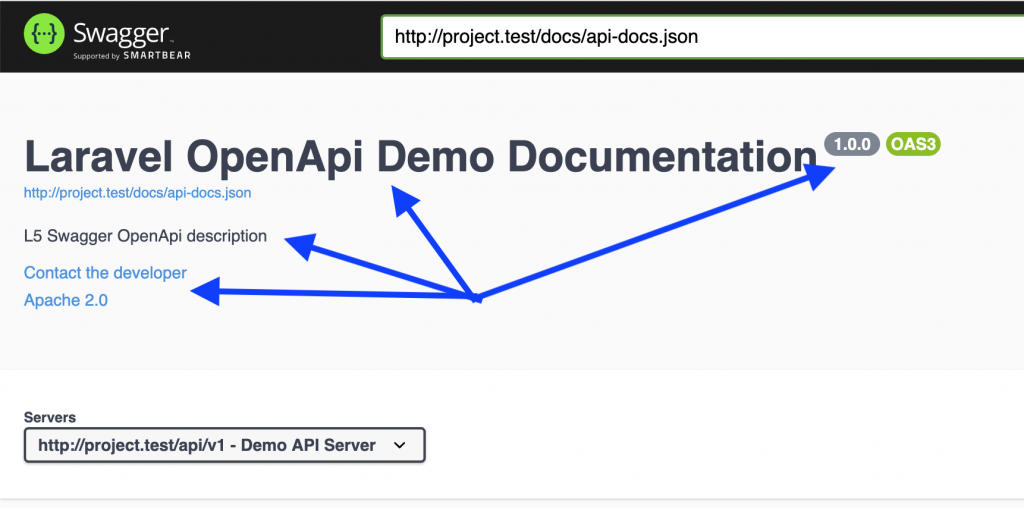 Swagger™
Supported by SMARTBEAR
http://project.test/docs/api-docs.json
Laravel OpenApi Demo Documentation 1.0.0 OAS3
http://project.test/docs/api-docs.json
L5 Swagger OpenApi description
Contact the developer
Apache 2.0
Servers
http://project.test/api/v1 - Demo API Server